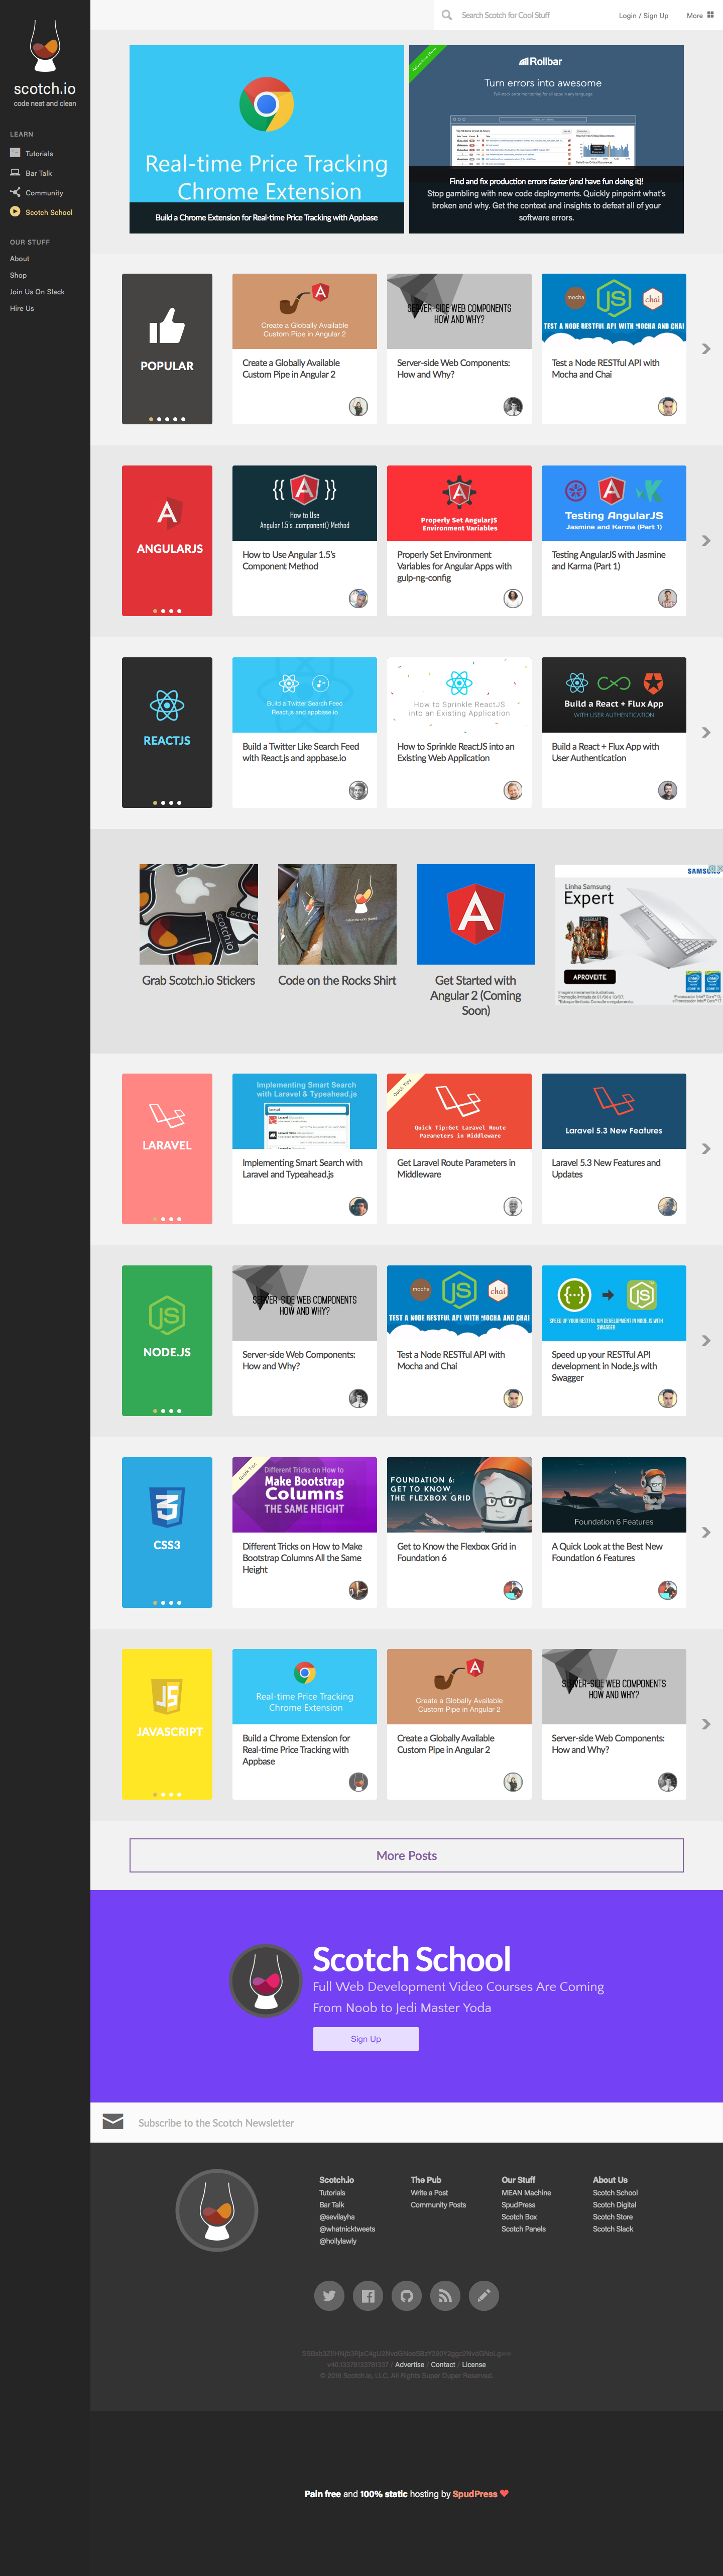 scotch.io
code neat and clean
LEARN
Tutorials
Bar Talk
Community
Scotch School
OUR STUFF
About
Shop
Join Us On Slack
Hire Us
Search Scotch for Cool Stuff
Login / Sign Up
More
Real-time Price Tracking
Chrome Extension
Build a Chrome Extension for Real-time Price Tracking with Appbase
Rollbar
Turn errors into awesome
Full-stack error monitoring for all apps in any language
Find and fix production errors faster (and have fun doing it)!
Stop gambling with new code deployments. Quickly pinpoint what's
broken and why. Get the context and insights to defeat all of your
software errors.
POPULAR
Create a Globally Available
Custom Pipe in Angular 2
Create a Globally Available
Custom Pipe in Angular 2
SERVER-SIDE WEB COMPONENTS
HOW AND WHY?
Server-side Web Components:
How and Why?
mocha
JS
chai
TEST A NODE RESTFUL API WITH MOCHA AND CHAI
Test a Node RESTful API with
Mocha and Chai
ANGULARJS
{{ }}
How to Use
Angular 1.5's .component() Method
How to Use Angular 1.5's
Component Method
Properly Set AngularJS
Environment Variables
Properly Set Environment
Variables for Angular Apps with
gulp-ng-config
Testing AngularJS
Jasmine and Karma (Part 1)
Testing AngularJS with Jasmine
and Karma (Part 1)
REACTJS
Build a Twitter Search Feed
React.js and appbase.io
Build a Twitter Like Search Feed
with React.js and appbase.io
How to Sprinkle ReactJS
into an Existing Application
How to Sprinkle ReactJS into an
Existing Web Application
Build a React + Flux App
WITH USER AUTHENTICATION
Build a React + Flux App with
User Authentication
Grab Scotch.io Stickers
Code on the Rocks Shirt
Get Started with
Angular 2 (Coming
Soon)
SAMSUNG
Linha Samsung
Expert
APROVEITE
LARAVEL
Implementing Smart Search
with Laravel & Typeahead.js
Implementing Smart Search with
Laravel and Typeahead.js
Quick Tips
Quick Tip:Get Laravel Route
Parameters in Middleware
Get Laravel Route Parameters in
Middleware
Laravel 5.3 New Features
Laravel 5.3 New Features and
Updates
NODE.JS
SERVER-SIDE WEB COMPONENTS
HOW AND WHY?
Server-side Web Components:
How and Why?
mocha
JS
chai
TEST A NODE RESTFUL API WITH MOCHA AND CHAI
Test a Node RESTful API with
Mocha and Chai
SPEED UP YOUR RESTFUL API DEVELOPMENT IN NODE.JS WITH
SWAGGER
Speed up your RESTful API
development in Node.js with
Swagger
CSS3
Quick Tips
Different Tricks on How to
Make Bootstrap
Columns
THE SAME HEIGHT
Different Tricks on How to Make
Bootstrap Columns All the Same
Height
FOUNDATION 6:
GET TO KNOW
THE FLEXBOX GRID
Get to Know the Flexbox Grid in
Foundation 6
Foundation 6 Features
A Quick Look at the Best New
Foundation 6 Features
JS
JAVASCRIPT
Real-time Price Tracking
Chrome Extension
Build a Chrome Extension for
Real-time Price Tracking with
Appbase
Create a Globally Available
Custom Pipe in Angular 2
Create a Globally Available
Custom Pipe in Angular 2
SERVER-SIDE WEB COMPONENTS
HOW AND WHY?
Server-side Web Components:
How and Why?
More Posts
Scotch School
Full Web Development Video Courses Are Coming
From Noob to Jedi Master Yoda
Sign Up
Subscribe to the Scotch Newsletter
Scotch.io
Tutorials
Bar Talk
@sevilayha
@whatnicktweets
@hollylawly
The Pub
Write a Post
Community Posts
Our Stuff
MEAN Machine
SpudPress
Scotch Box
Scotch Panels
About Us
Scotch School
Scotch Digital
Scotch Store
Scotch Slack
Advertise / Contact / License
© 2016 Scotch.io, LLC. All Rights Super Duper Reserved.
Pain free and 100% static hosting by SpudPress